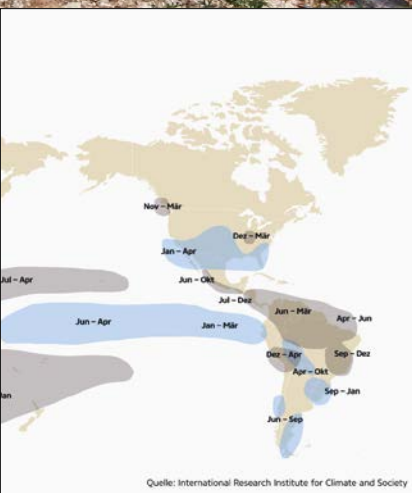 Nov – Mär
Dez – Mär
Jan – Apr
Jul – Apr
Jun – Okt
Jul – Dez
Jun – Mär
Jun – Apr
Jan – Mär
Apr – Jun
Dez – Apr
Sep – Dez
Apr – Okt
Jan
Sep – Jan
Jun – Sep
Quelle: International Research Institute for Climate and Society